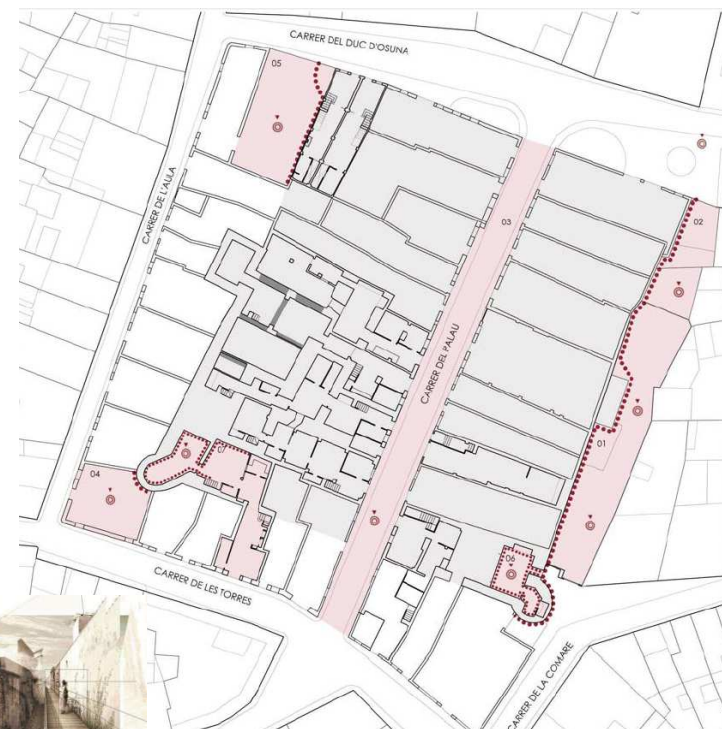 CARRER DEL DUC D'OSUNA
05
CARRER DE L'AULA
03
02
CARRER DEL PALAU
01
04
07
06
CARRER DE LES TORRES
CARRER DE LA COMARE